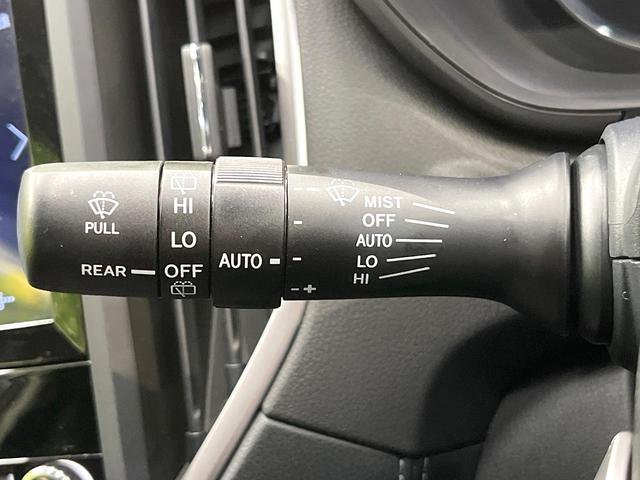 PULL
REAR
HI
LO
OFF
AUTO
- +
MIST
OFF
AUTO
LO
HI